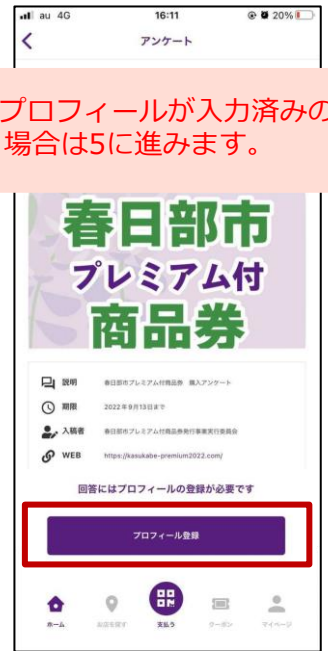 au 4G 16:11 20%
アンケート
プロフィールが入力済みの
場合は5に進みます。
春日部市
プレミアム付
商品券
説明 春日部市プレミアム付商品券 購入アンケート
期限 2022年9月13日まで
入稿者 春日部市プレミアム付商品券発行事業実行委員会
WEB https://kasukabe-premium2022.com/
回答にはプロフィールの登録が必要です
プロフィール登録
ホーム お店を探す 支払う クーポン マイページ